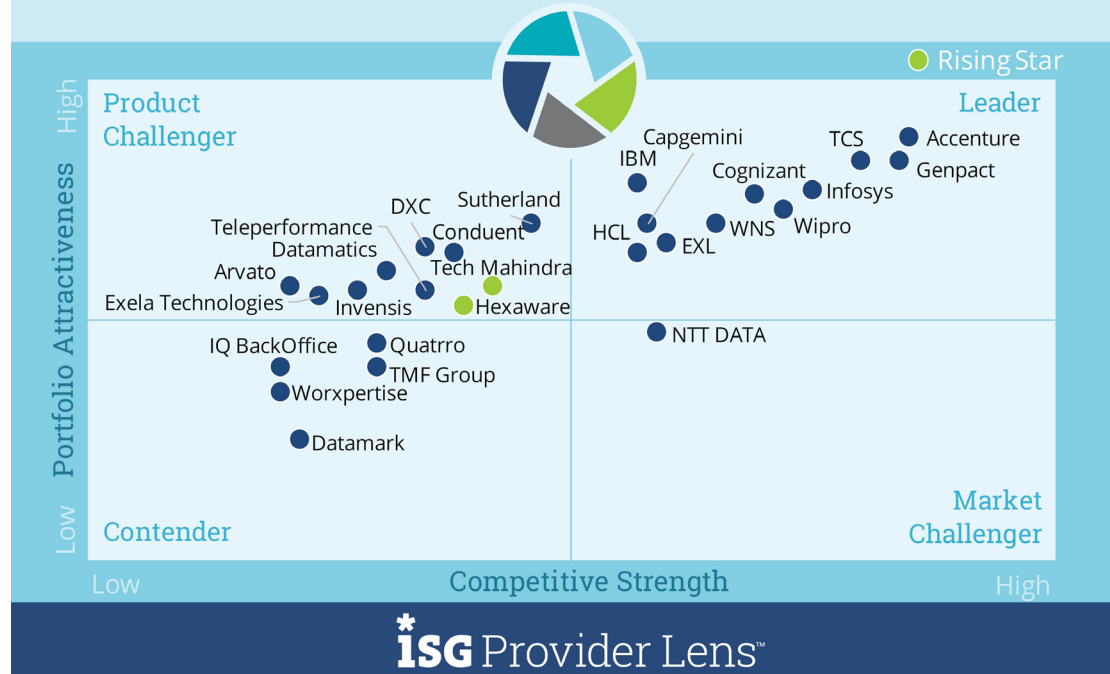 Rising Star
High
Product
Challenger
Leader
Capgemini
TCS
Accenture
IBM
Cognizant
Genpact
Infosys
Sutherland
DXC
Teleperformance
Conduent
HCL
WNS
Wipro
Datamatics
EXL
Arvato
Tech Mahindra
Exela Technologies
Invensis
Hexaware
Portfolio Attractiveness
NTT DATA
IQ BackOffice
Quatrro
TMF Group
Worxpertise
Datamark
Low
Contender
Market
Challenger
Low
Competitive Strength
High
ISG Provider Lens™